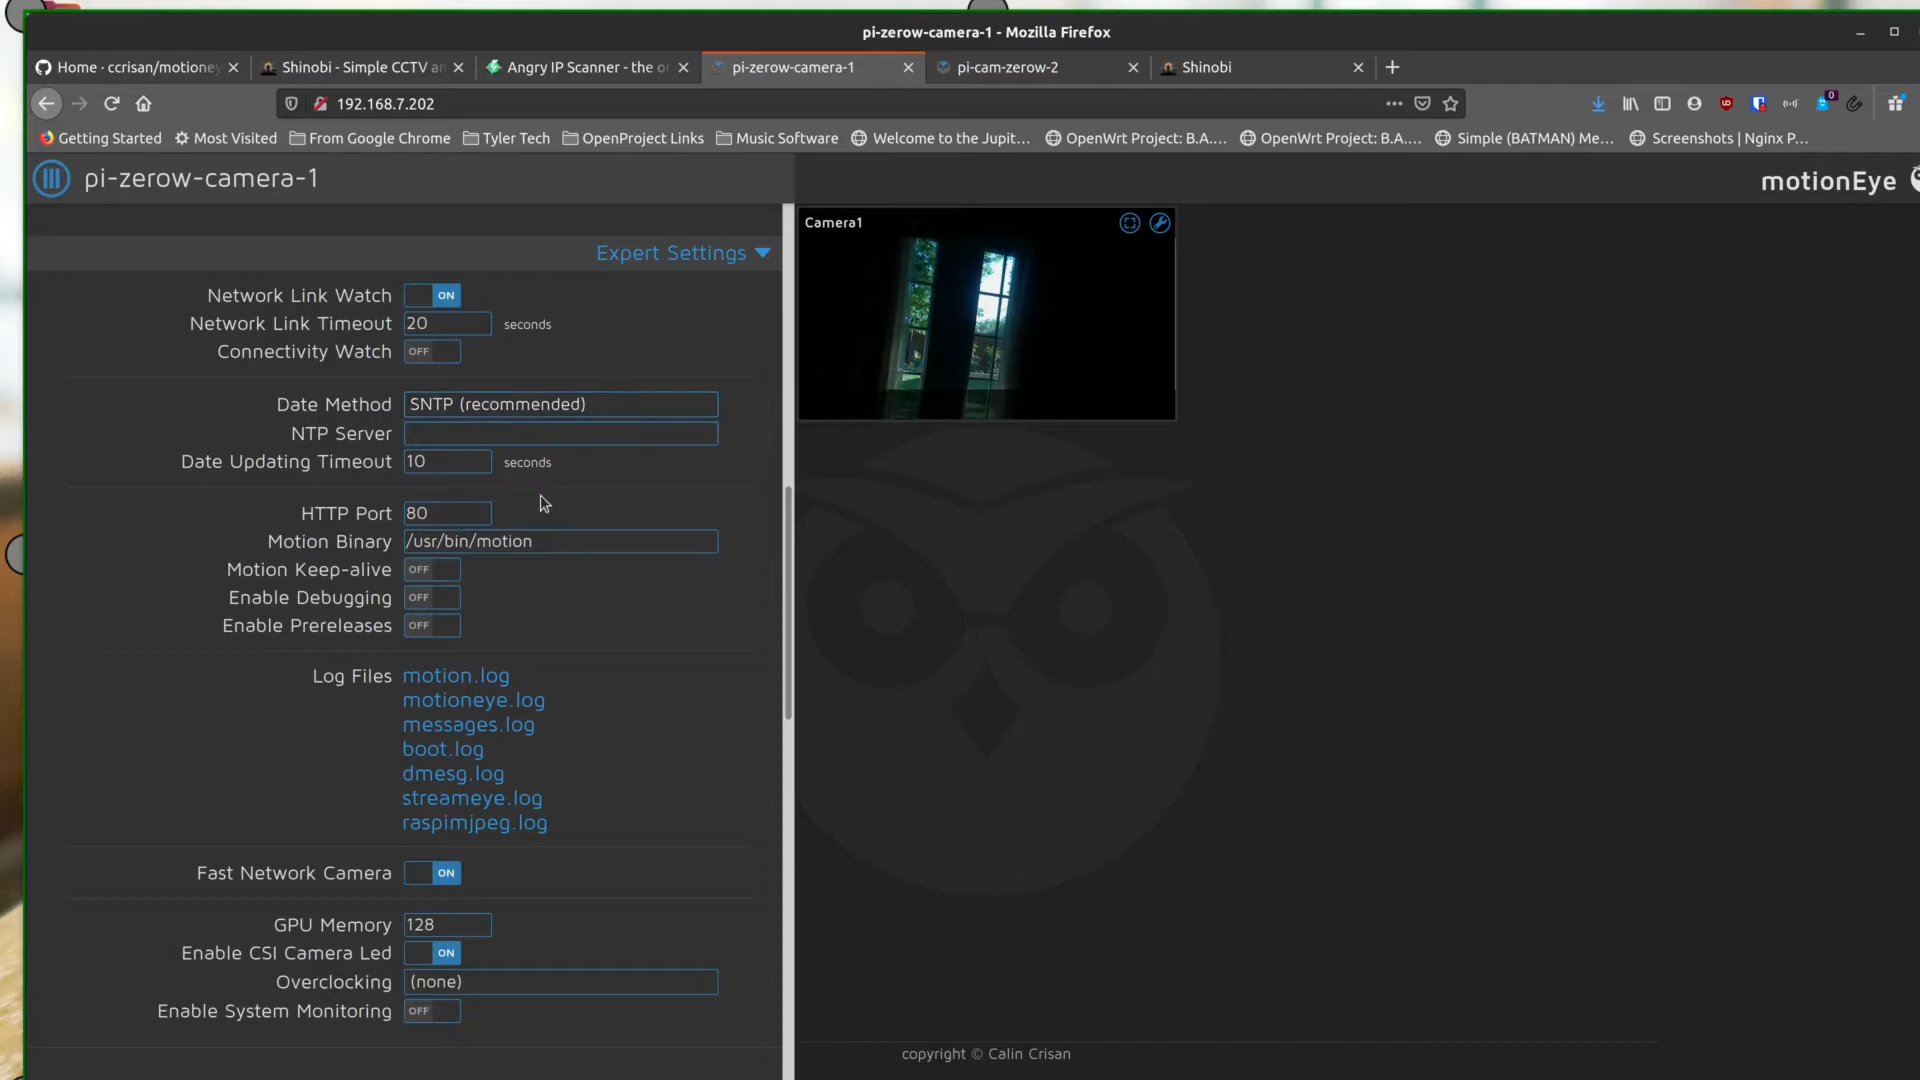 pi-zerow-camera-1 - Mozilla Firefox
Home · ccrisan/motioney
Shinobi - Simple CCTV an
Angry IP Scanner - the or
pi-zerow-camera-1
pi-cam-zerow-2
Shinobi
192.168.7.202
0
Getting Started
Most Visited
From Google Chrome
Tyler Tech
OpenProject Links
Music Software
Welcome to the Jupit...
OpenWrt Project: B.A....
OpenWrt Project: B.A....
Simple (BATMAN) Me...
Screenshots | Nginx P...
pi-zerow-camera-1
motionEye
Expert Settings
Network Link Watch ON
Network Link Timeout 20 seconds
Connectivity Watch OFF
Date Method SNTP (recommended)
NTP Server
Date Updating Timeout 10 seconds
HTTP Port 80
Motion Binary /usr/bin/motion
Motion Keep-alive OFF
Enable Debugging OFF
Enable Prereleases OFF
Log Files motion.log
motioneye.log
messages.log
boot.log
dmesg.log
streameye.log
raspimjpeg.log
Fast Network Camera ON
GPU Memory 128
Enable CSI Camera Led ON
Overclocking (none)
Enable System Monitoring OFF
Camera1
copyright © Calin Crisan